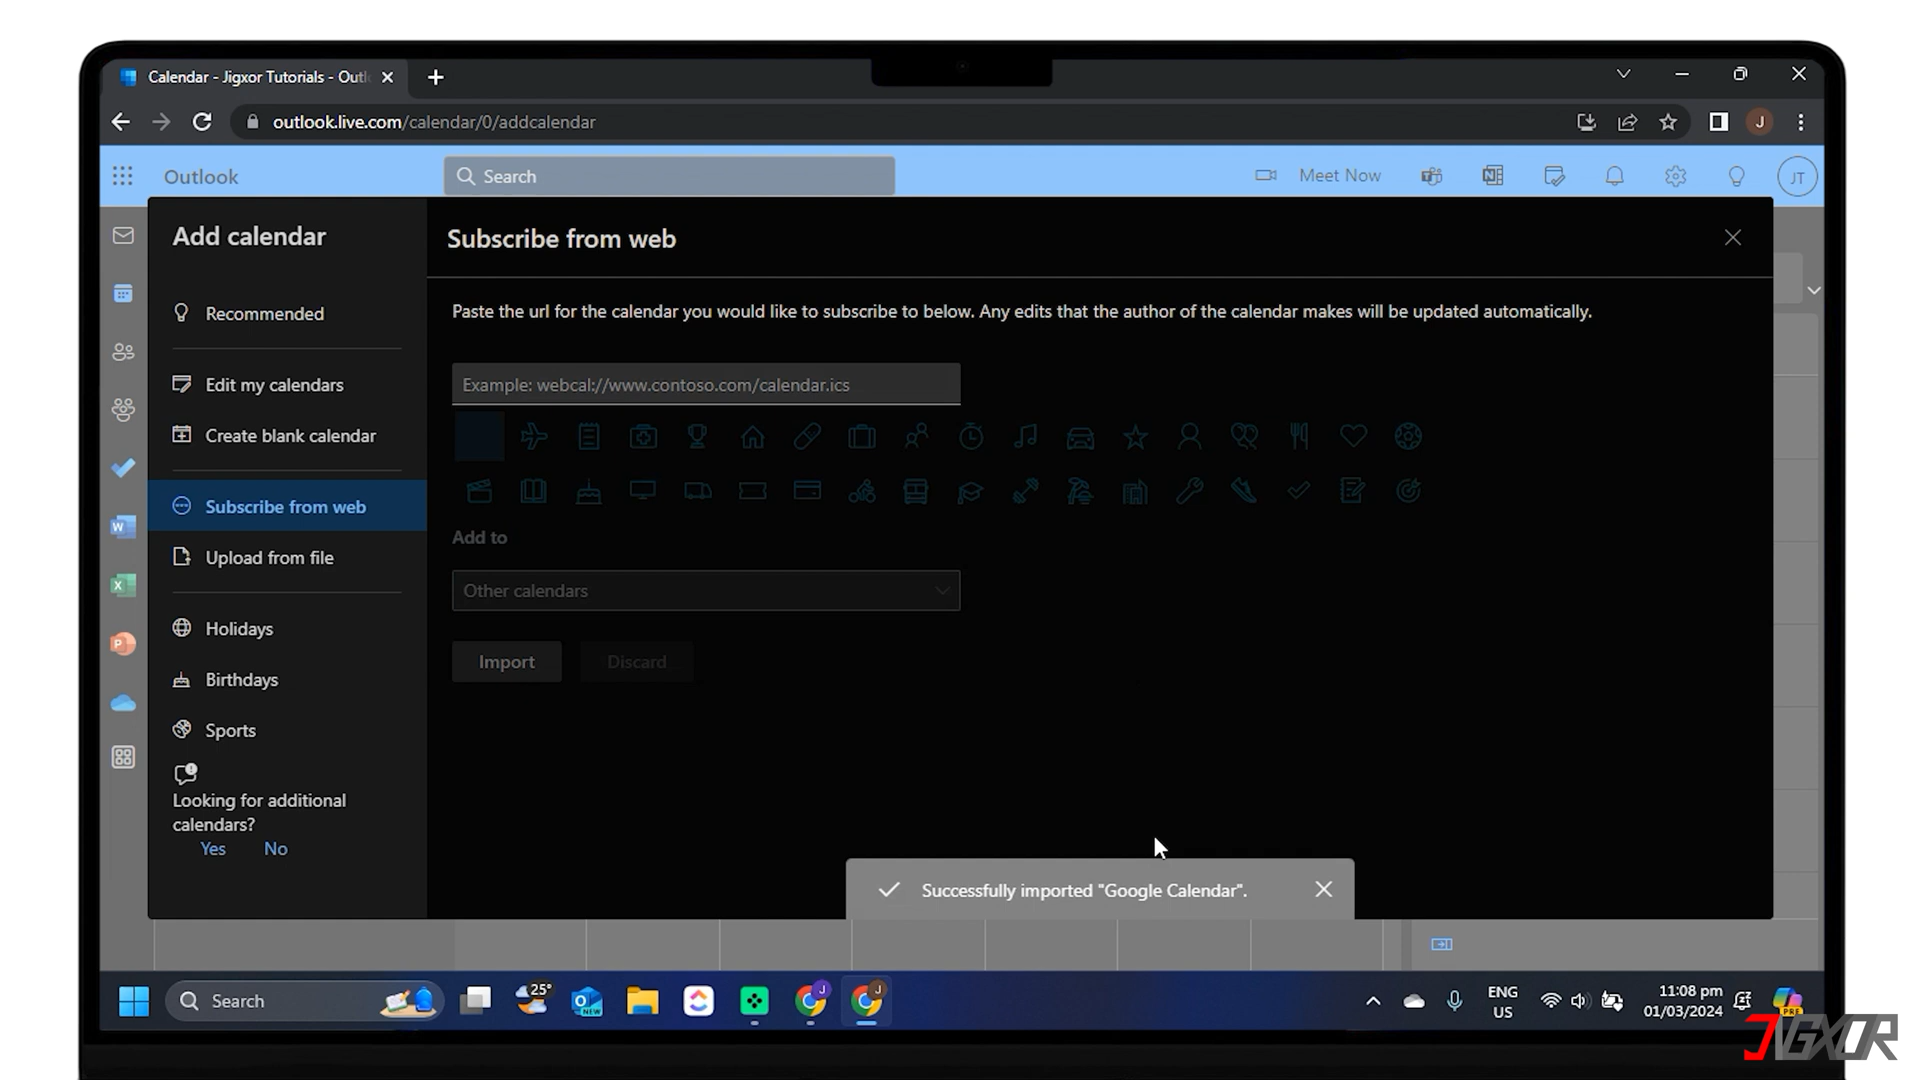 Calendar - Jigxor Tutorials - Outl
outlook.live.com/calendar/0/addcalendar
J
Outlook
Search
Meet Now
JT
Add calendar
Recommended
Edit my calendars
Create blank calendar
Subscribe from web
Upload from file
Holidays
Birthdays
Sports
Looking for additional
calendars?
Yes
No
Subscribe from web
Paste the url for the calendar you would like to subscribe to below. Any edits that the author of the calendar makes will be updated automatically.
Example: webcal://www.contoso.com/calendar.ics
Add to
Other calendars
Import
Discard
Successfully imported "Google Calendar".
Search
25°
NEW
J
J
ENG
US
11:08 pm
01/03/2024
PRE
JIGXOR